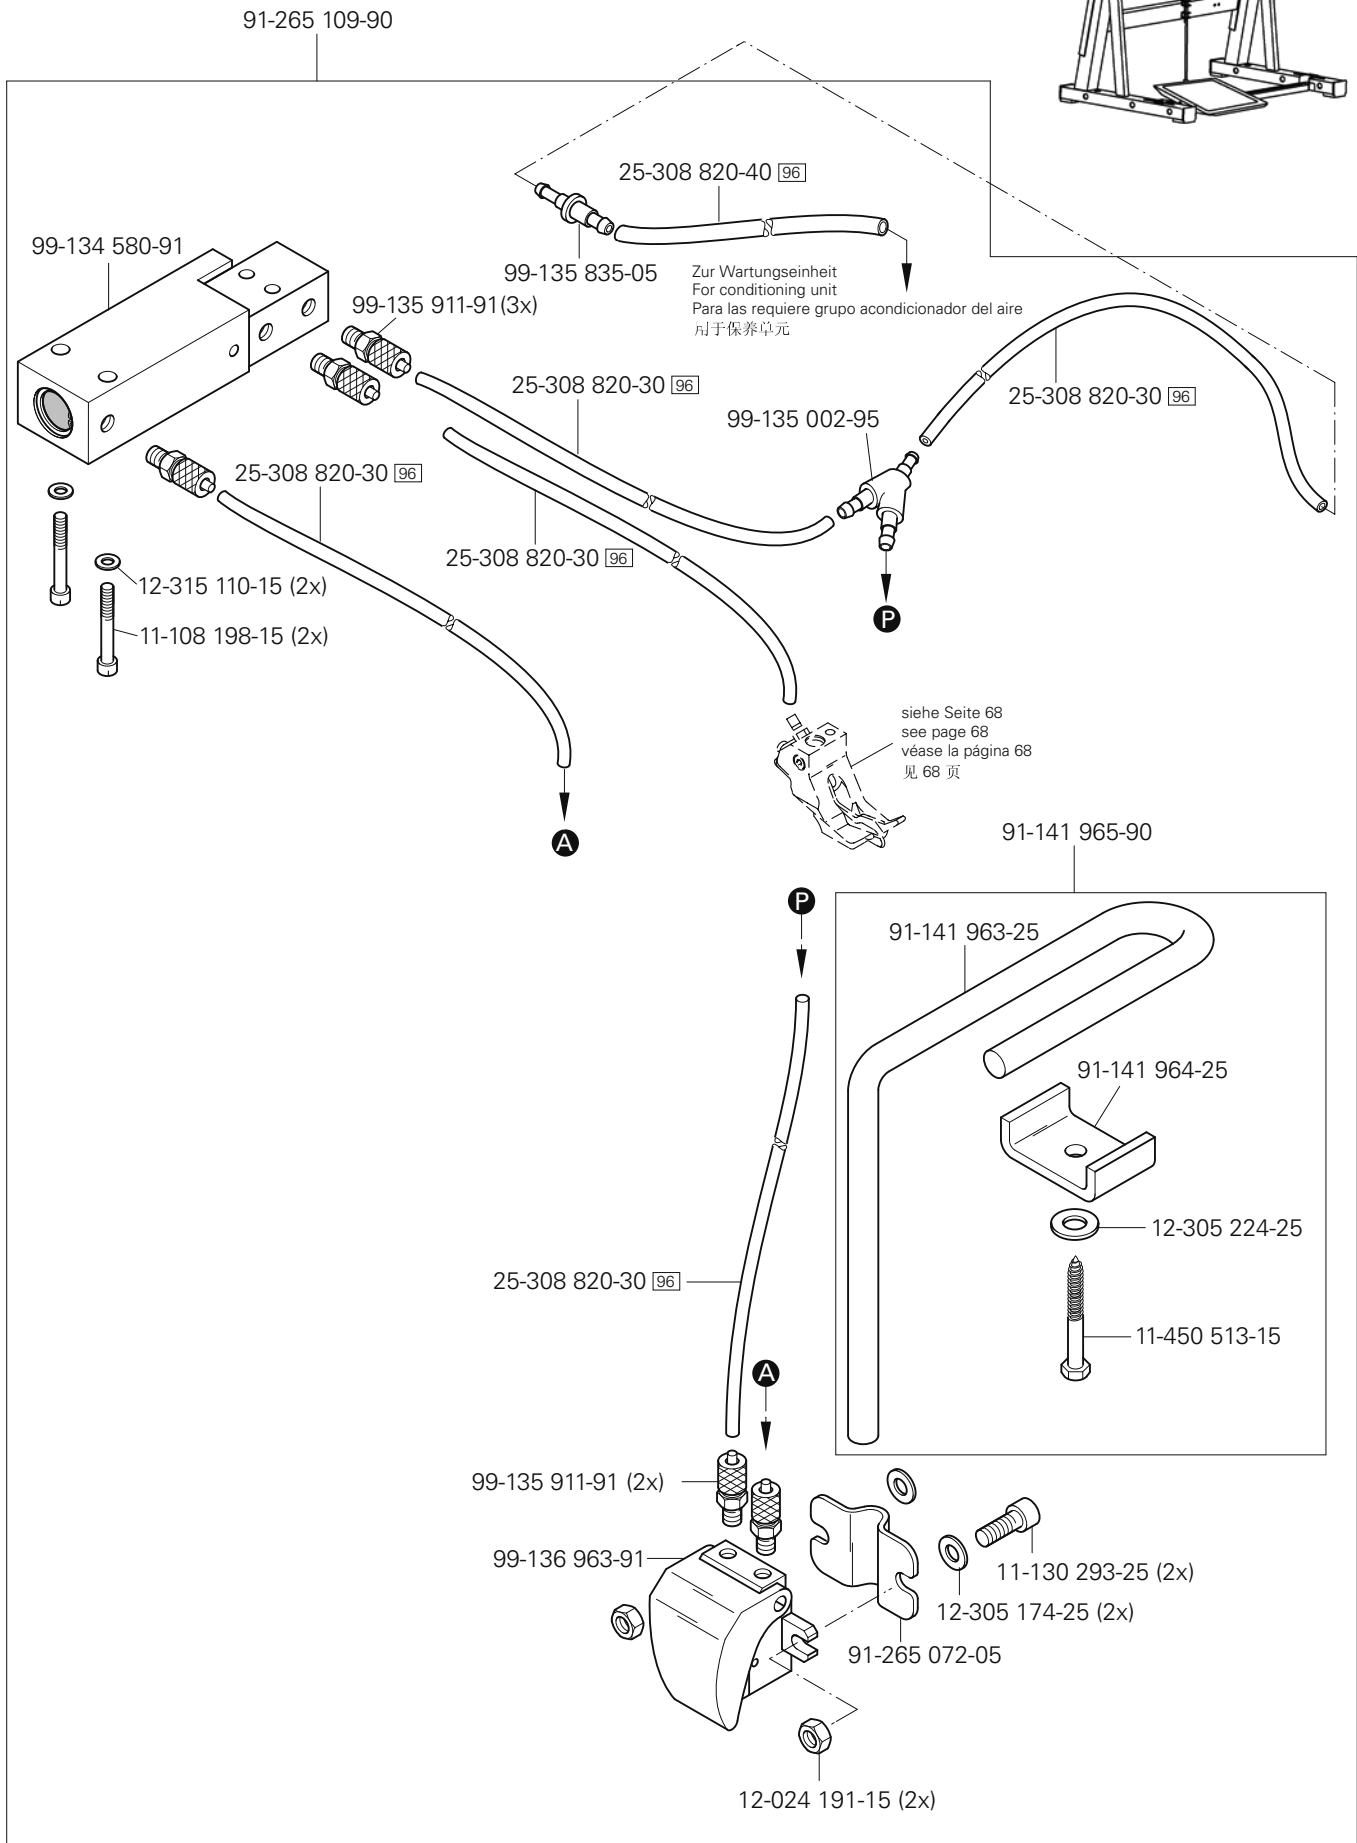 91-265 109-90
25-308 820-40 96
99-134 580-91
99-135 835-05
Zur Wartungseinheit
For conditioning unit
Para las requiere grupo acondicionador del aire
用于保养单元
99-135 911-91(3x)
25-308 820-30 96
25-308 820-30 96
99-135 002-95
25-308 820-30 96
25-308 820-30 96
12-315 110-15 (2x)
P
11-108 198-15 (2x)
siehe Seite 68
see page 68
véase la página 68
见 68 页
A
91-141 965-90
P
91-141 963-25
91-141 964-25
12-305 224-25
25-308 820-30 96
11-450 513-15
A
99-135 911-91 (2x)
99-136 963-91
11-130 293-25 (2x)
12-305 174-25 (2x)
91-265 072-05
12-024 191-15 (2x)